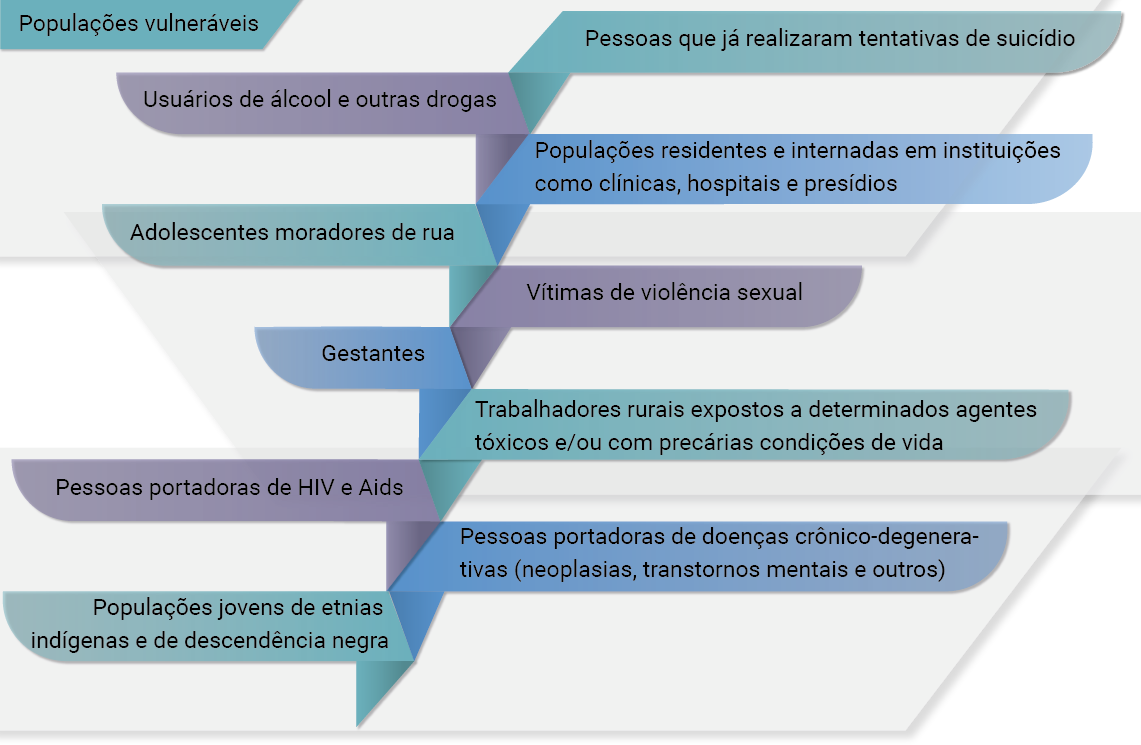 Populações vulneráveis
Pessoas que já realizaram tentativas de suicídio
Usuários de álcool e outras drogas
Populações residentes e internadas em instituições
como clínicas, hospitais e presídios
Adolescentes moradores de rua
Vítimas de violência sexual
Gestantes
Trabalhadores rurais expostos a determinados agentes
tóxicos e/ou com precárias condições de vida
Pessoas portadoras de HIV e Aids
Pessoas portadoras de doenças crônico-degenera-
tivas (neoplasias, transtornos mentais e outros)
Populações jovens de etnias
indígenas e de descendência negra